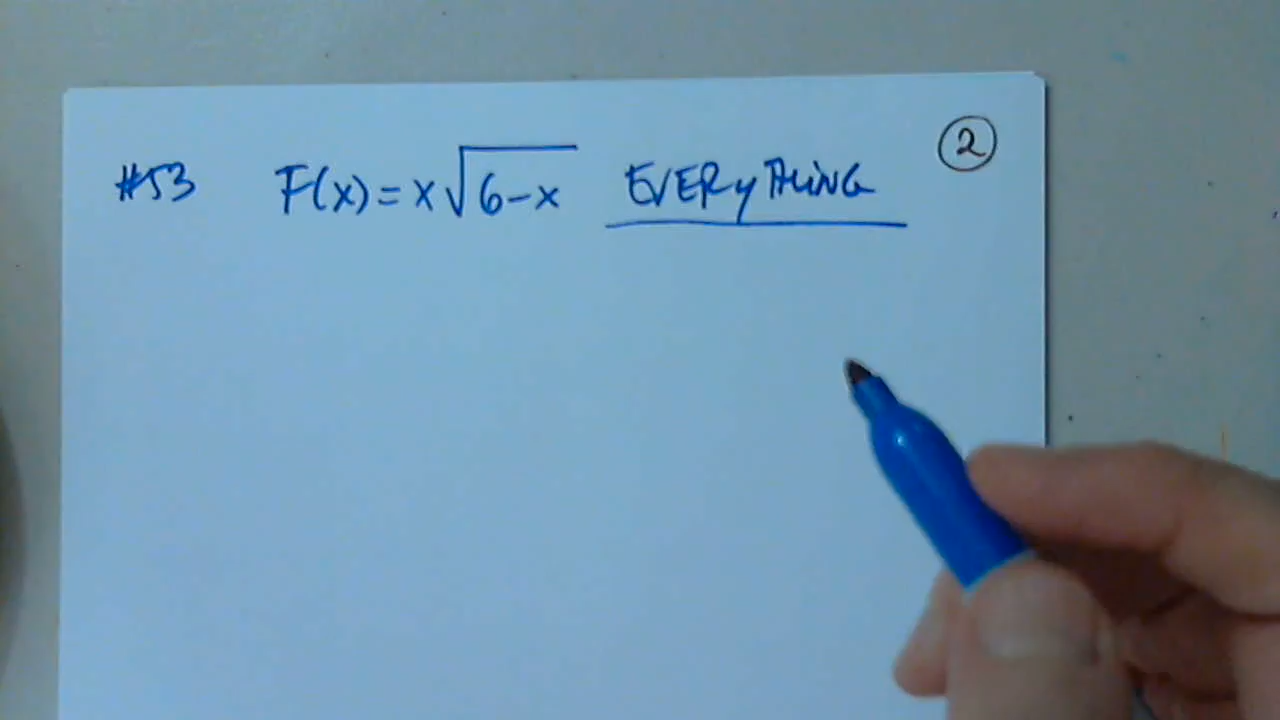 #53 F(x) = x√(6-x) EVERyTHiNG
②